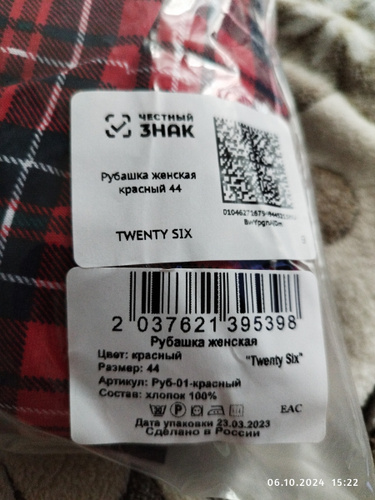 ЧЕСТНЫЙ
ЗНАК
Рубашка женская
красный 44
TWENTY SIX
2 037621 395398
Рубашка женская
Цвет: красный "Twenty Six"
Размер: 44
Артикул: Руб-01-красный
Состав: хлопок 100%
EAC
Дата упаковки 23.03.2023
Сделано в России
06.10.2024 15:22